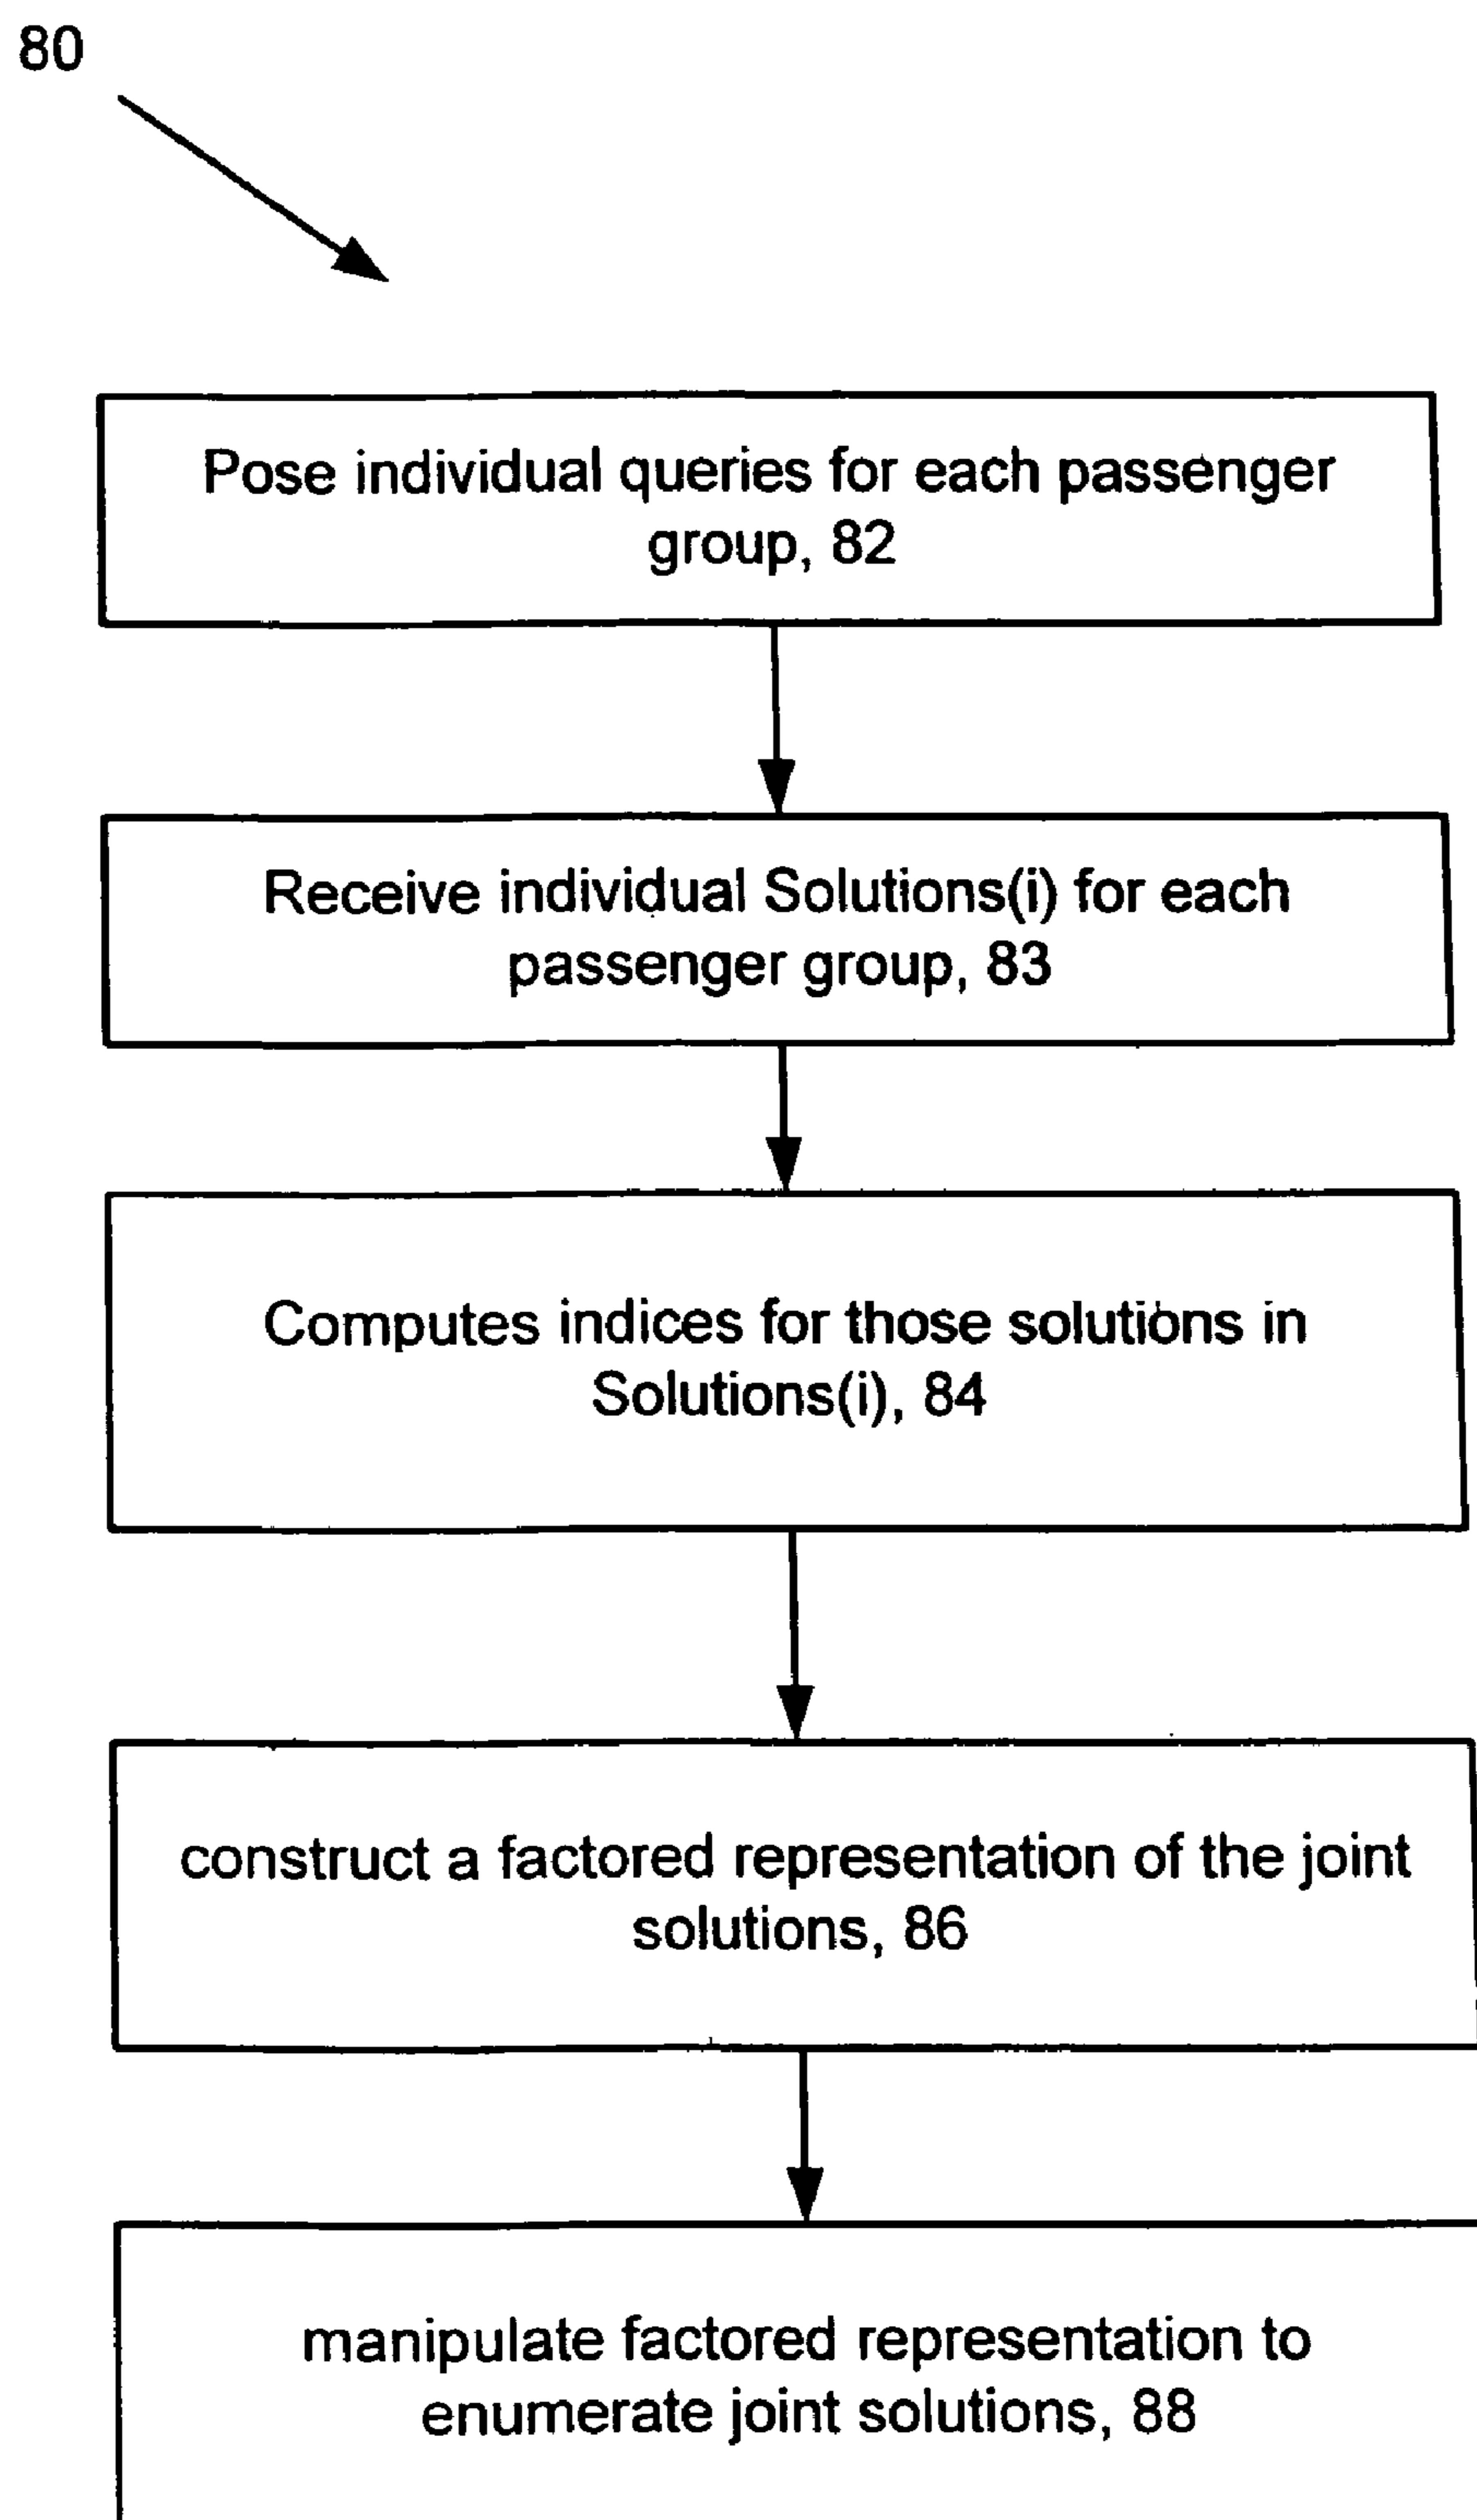 80
Pose individual queries for each passenger
group, 82
Receive individual Solutions(i) for each
passenger group, 83
Computes indices for those solutions in
Solutions(i), 84
construct a factored representation of the joint
solutions, 86
manipulate factored representation to
enumerate joint solutions, 88